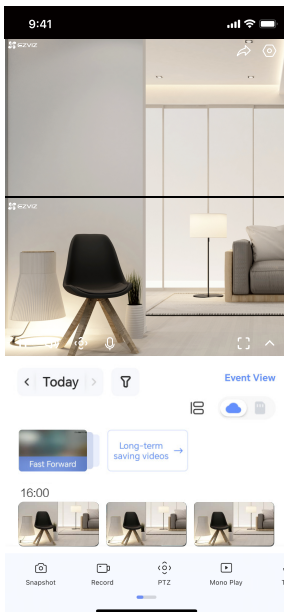 9:41
EZVIZ
EZVIZ
Today
Event View
Fast Forward
Long-term
saving videos
16:00
Snapshot
Record
PTZ
Mono Play